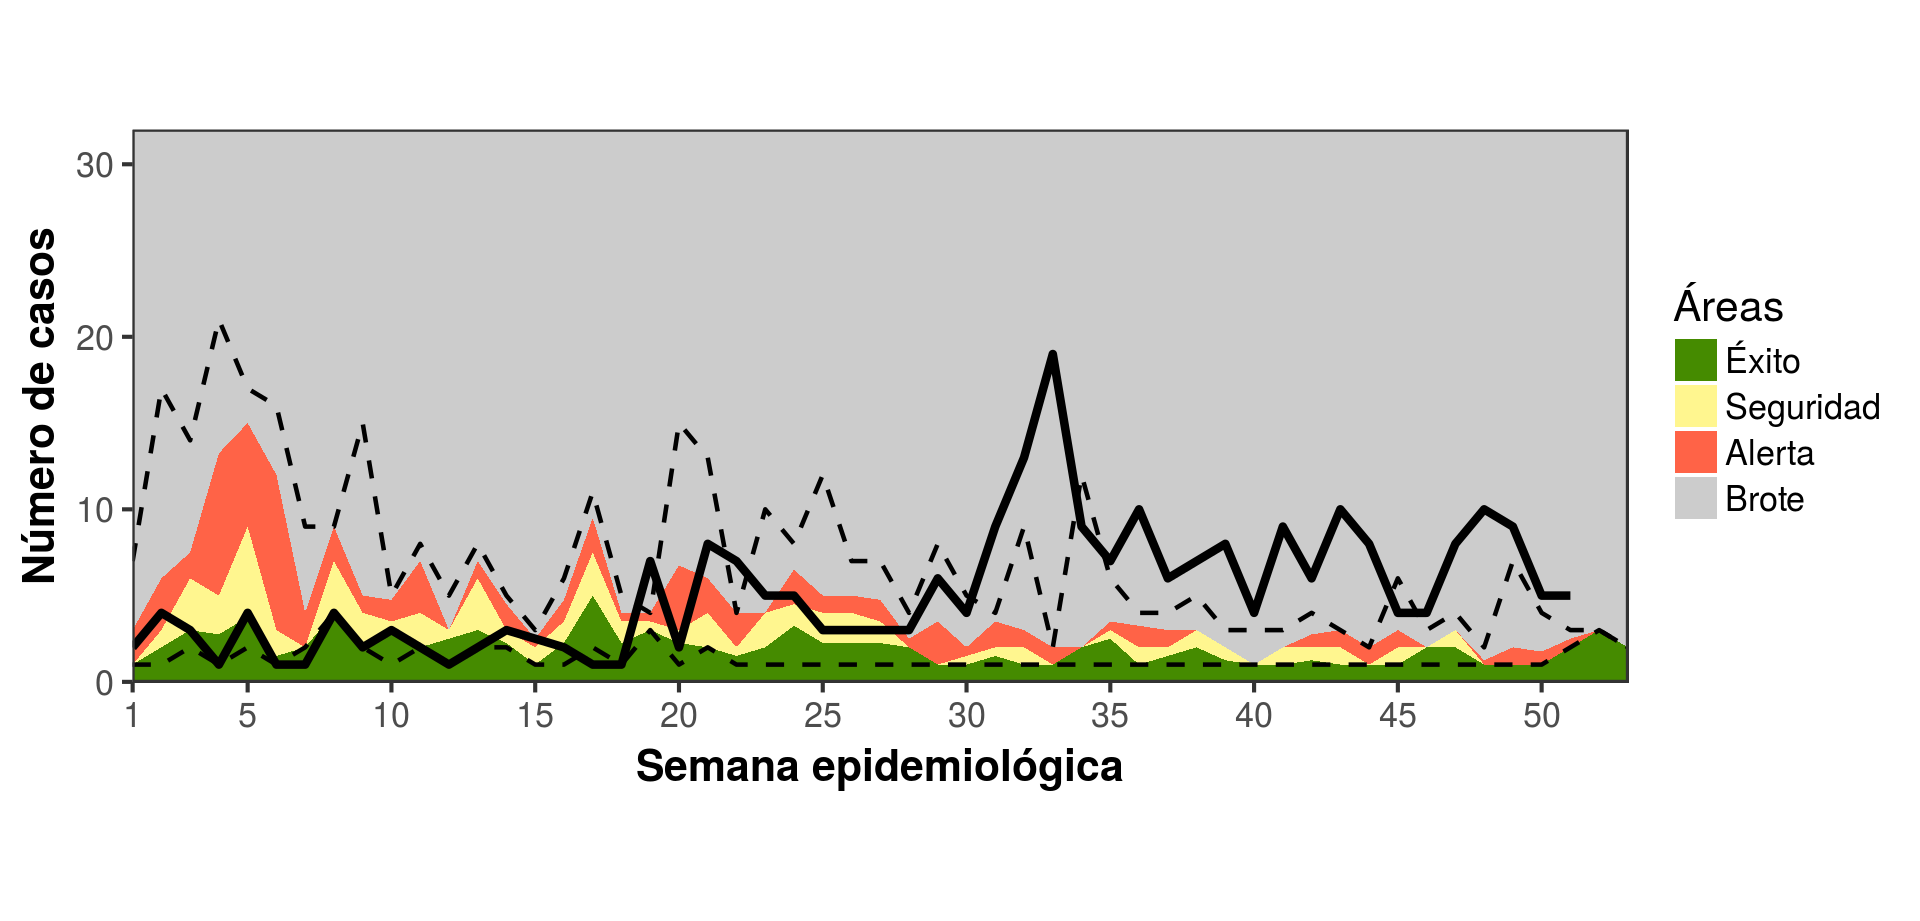 Número de casos
30
20
10
0
1 5 10 15 20 25 30 35 40 45 50
Semana epidemiológica
Áreas
Éxito
Seguridad
Alerta
Brote